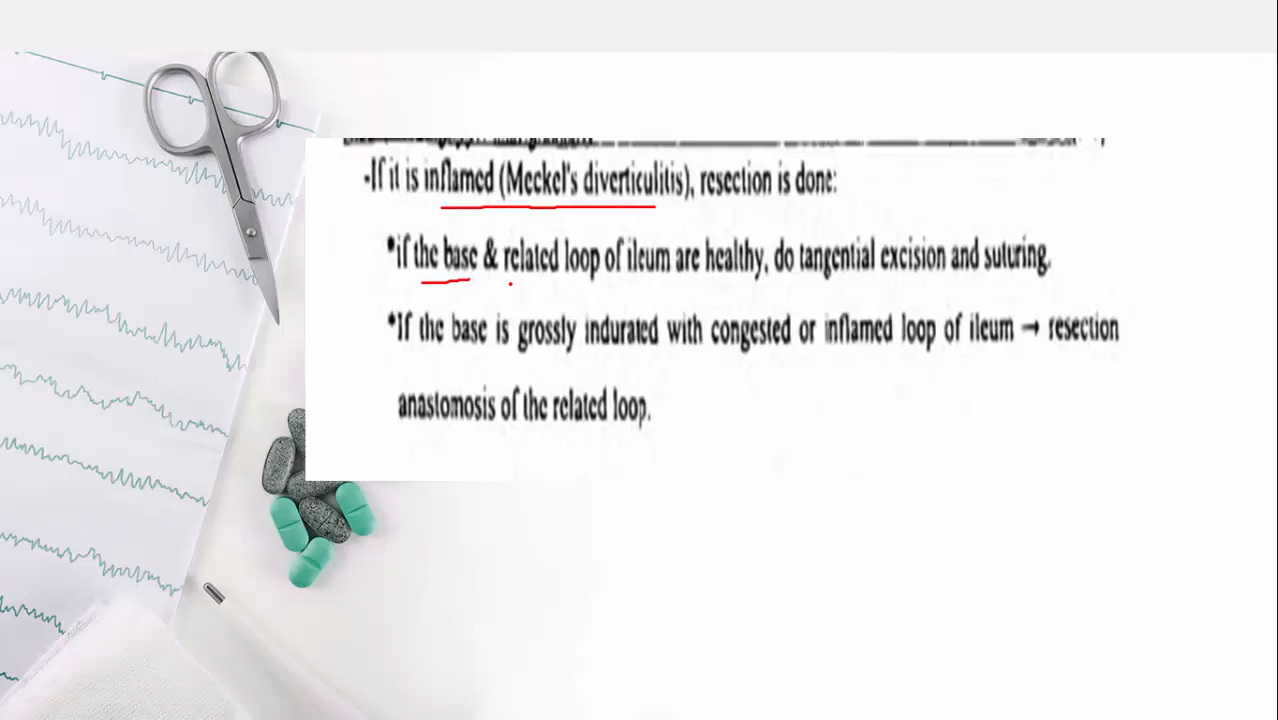 -If it is inflamed (Meckel's diverticulitis), resection is done:
*if the base & related loop of ileum are healthy, do tangential excision and suturing.
*If the base is grossly indurated with congested or inflamed loop of ileum → resection
anastomosis of the related loop.